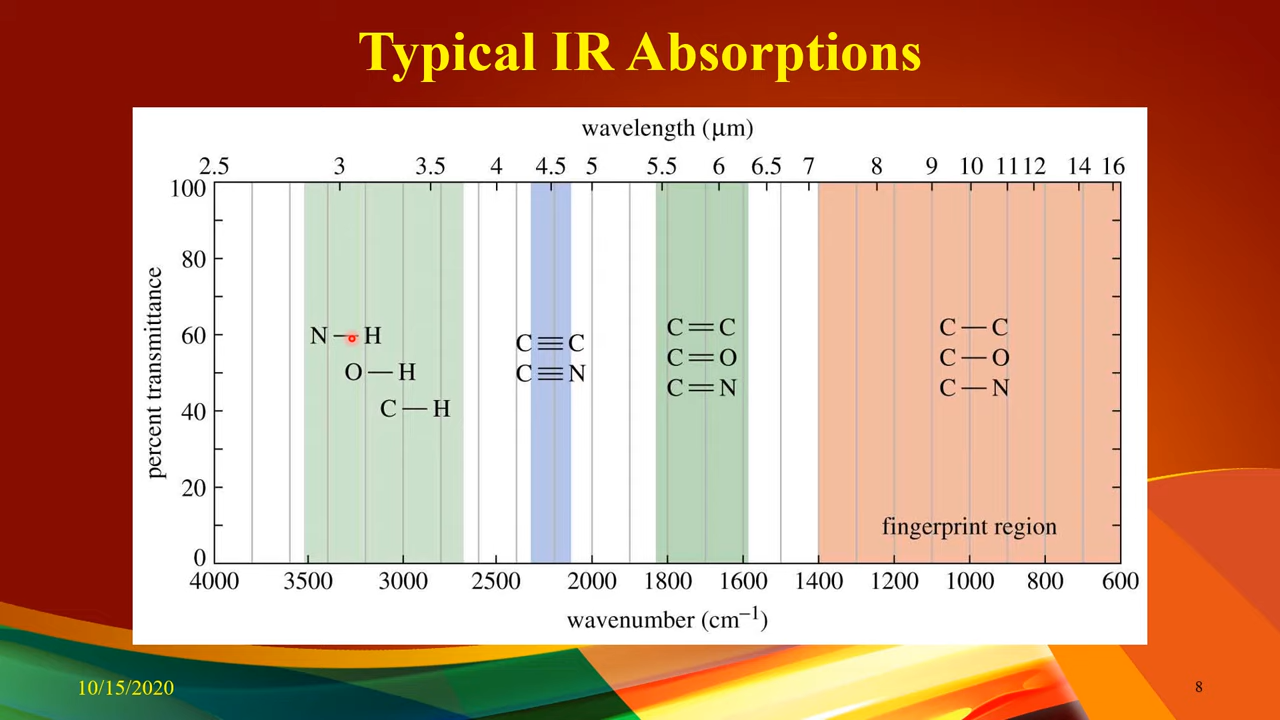 Typical IR Absorptions
wavelength (μm)
2.5 3 3.5 4 4.5 5 5.5 6 6.5 7 8 9 10 11 12 14 16
100
80
60
40
20
0
percent transmittance
N—H
O—H
C—H
C≡C
C≡N
C=C
C=O
C=N
C—C
C—O
C—N
fingerprint region
4000 3500 3000 2500 2000 1800 1600 1400 1200 1000 800 600
wavenumber (cm⁻¹)
10/15/2020
8